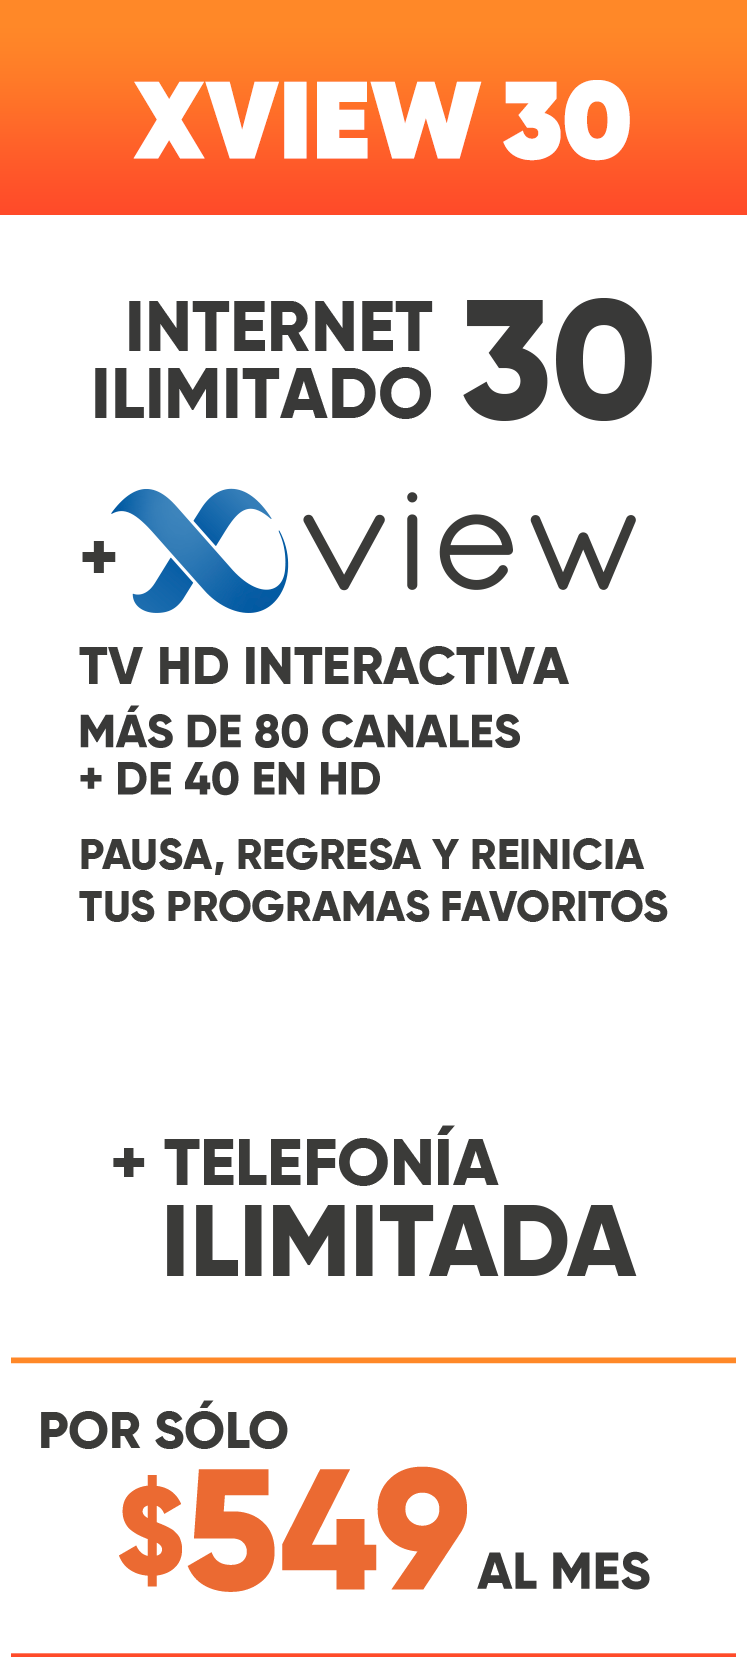 XVIEW 30
INTERNET
ILIMITADO 30
+ Xview
TV HD INTERACTIVA
MÁS DE 80 CANALES
+ DE 40 EN HD
PAUSA, REGRESA Y REINICIA
TUS PROGRAMAS FAVORITOS
+ TELEFONÍA
ILIMITADA
POR SÓLO
$549 AL MES